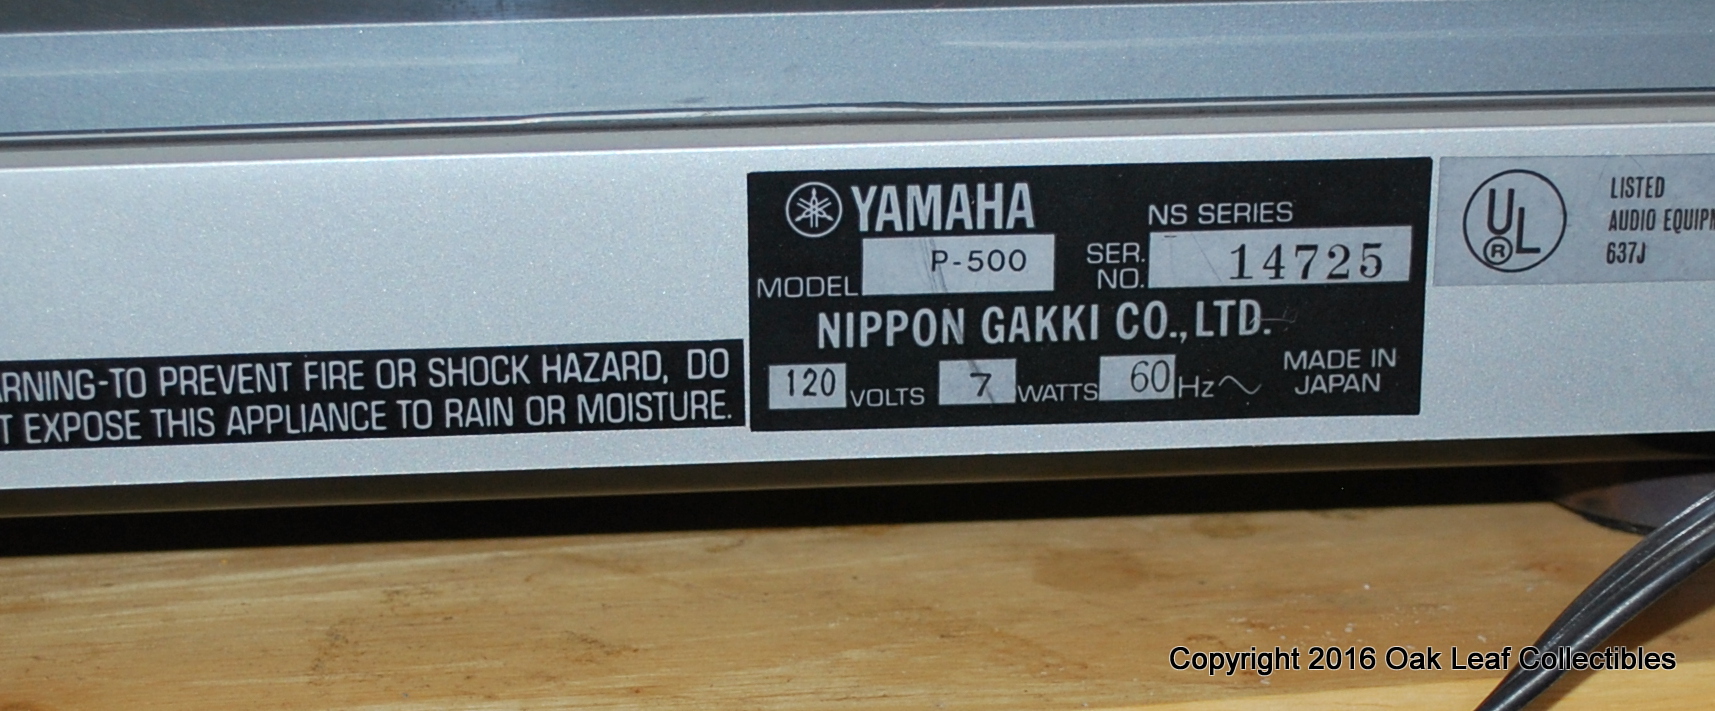 YAMAHA
NS SERIES
MODEL P-500
SER. NO. 14725
NIPPON GAKKI CO., LTD.
120 VOLTS 7 WATTS 60 Hz
MADE IN
JAPAN
UL
®
LISTED
AUDIO
637J
TO PREVENT FIRE OR SHOCK HAZARD, DO
EXPOSE THIS APPLIANCE TO RAIN OR MOISTURE.
Copyright 2016 Oak Leaf Collectibles